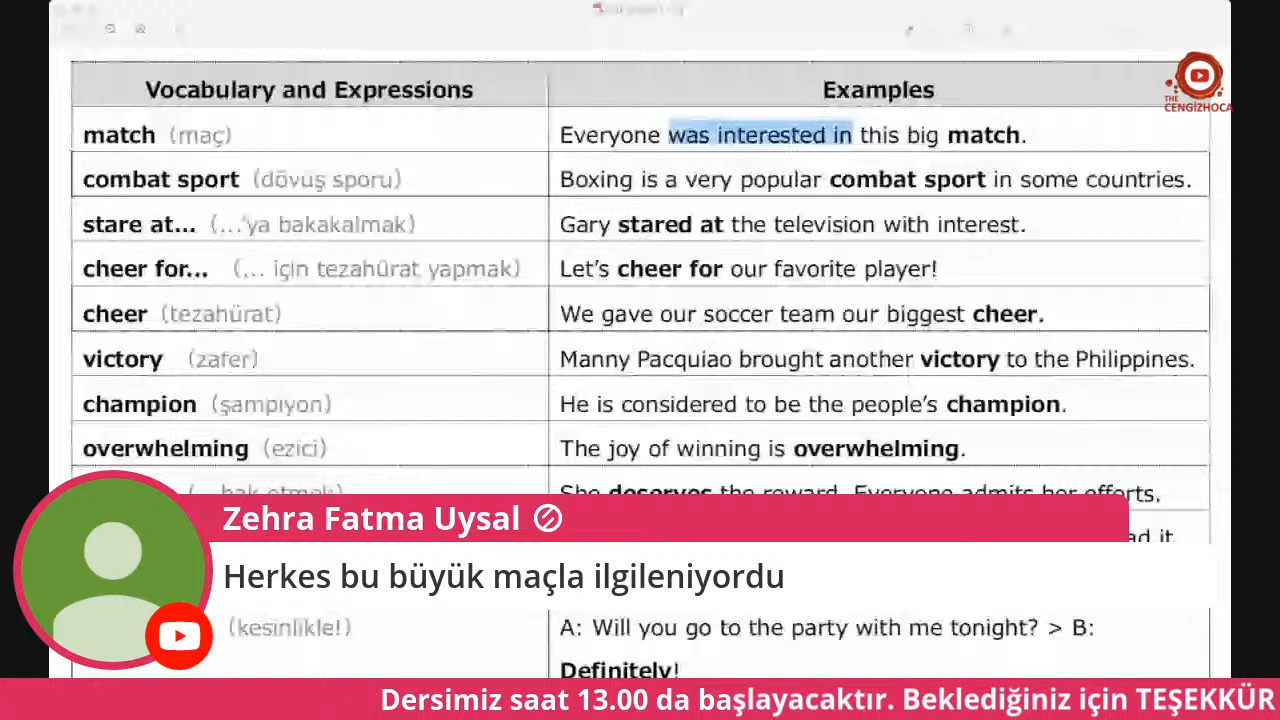 THE
CENGİZHOCA
Vocabulary and Expressions Examples
match (maç) Everyone was interested in this big match.
combat sport (dövüş sporu) Boxing is a very popular combat sport in some countries.
stare at... (...'ya bakakalmak) Gary stared at the television with interest.
cheer for... (... için tezahürat yapmak) Let's cheer for our favorite player!
cheer (tezahürat) We gave our soccer team our biggest cheer.
victory (zafer) Manny Pacquiao brought another victory to the Philippines.
champion (şampiyon) He is considered to be the people's champion.
overwhelming (ezici) The joy of winning is overwhelming.
(... hak etmek) She deserves the reward. Everyone admits her efforts.
it.
Zehra Fatma Uysal
Herkes bu büyük maçla ilgileniyordu
(kesinlikle!) A: Will you go to the party with me tonight? > B:
Definitely!
Dersimiz saat 13.00 da başlayacaktır. Beklediğiniz için TEŞEKKÜR